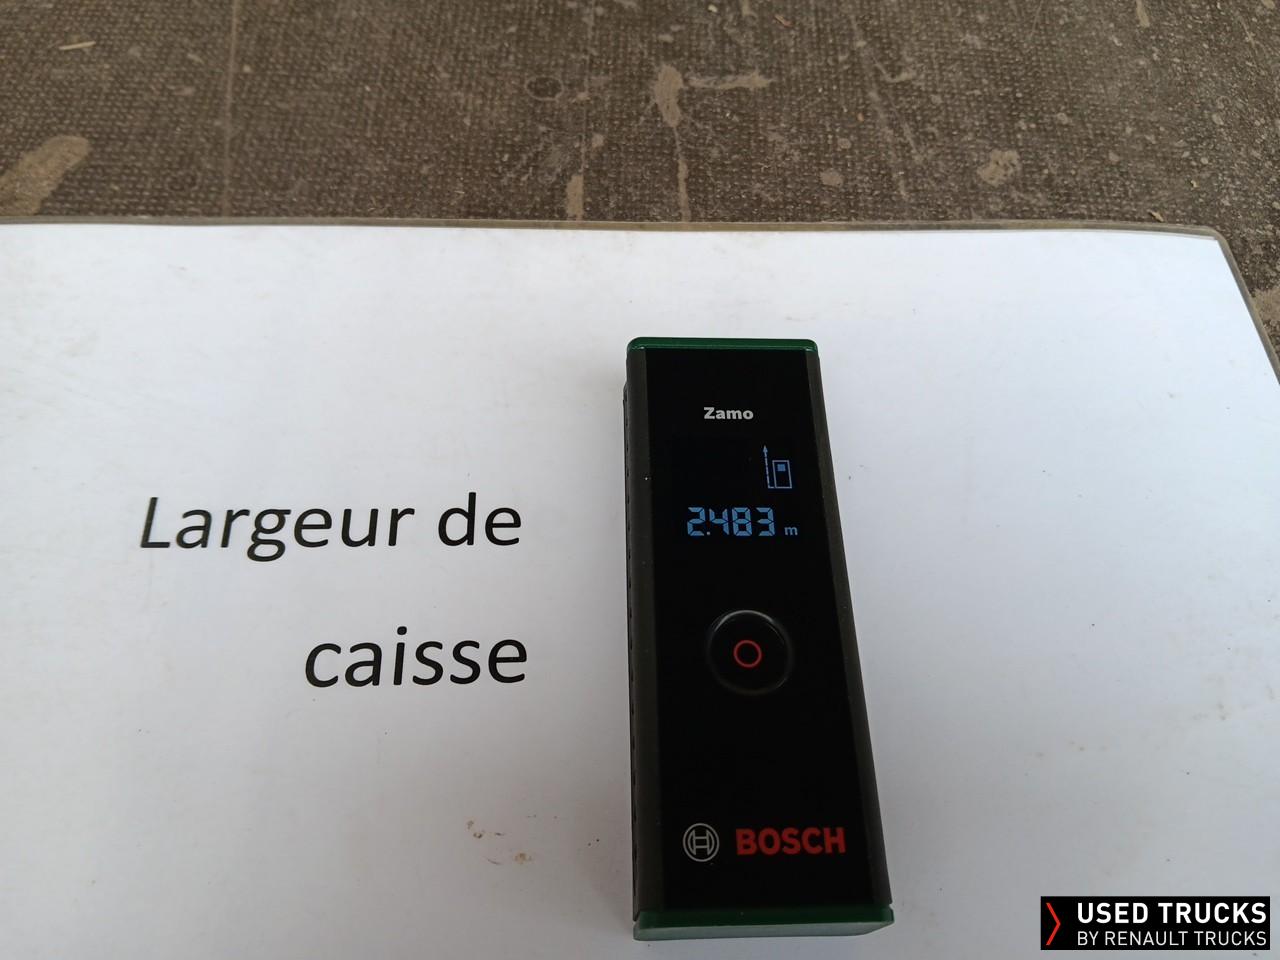 Largeur de
caisse
Zamo
2.483 m
BOSCH
USED TRUCKS
BY RENAULT TRUCKS